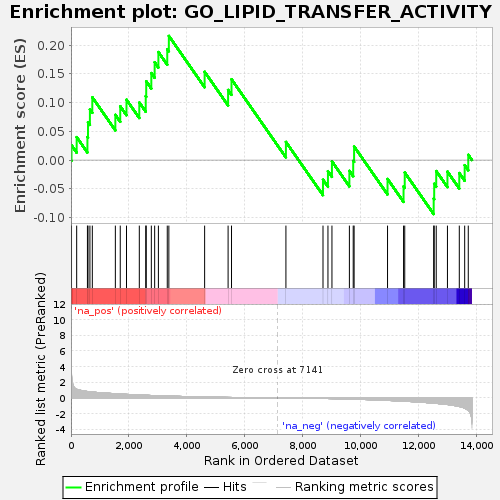 Enrichment plot: GO_LIPID_TRANSFER_ACTIVITY
Enrichment score (ES)
0.20
0.15
0.10
0.05
0.00
-0.05
-0.10
'na_pos' (positively correlated)
Ranked list metric (PreRanked)
12
10
8
6
4
2
0
-2
-4
Zero cross at 7141
'na_neg' (negatively correlated)
0
2,000
4,000
6,000
8,000
10,000
12,000
14,000
Rank in Ordered Dataset
Enrichment profile
Hits
Ranking metric scores